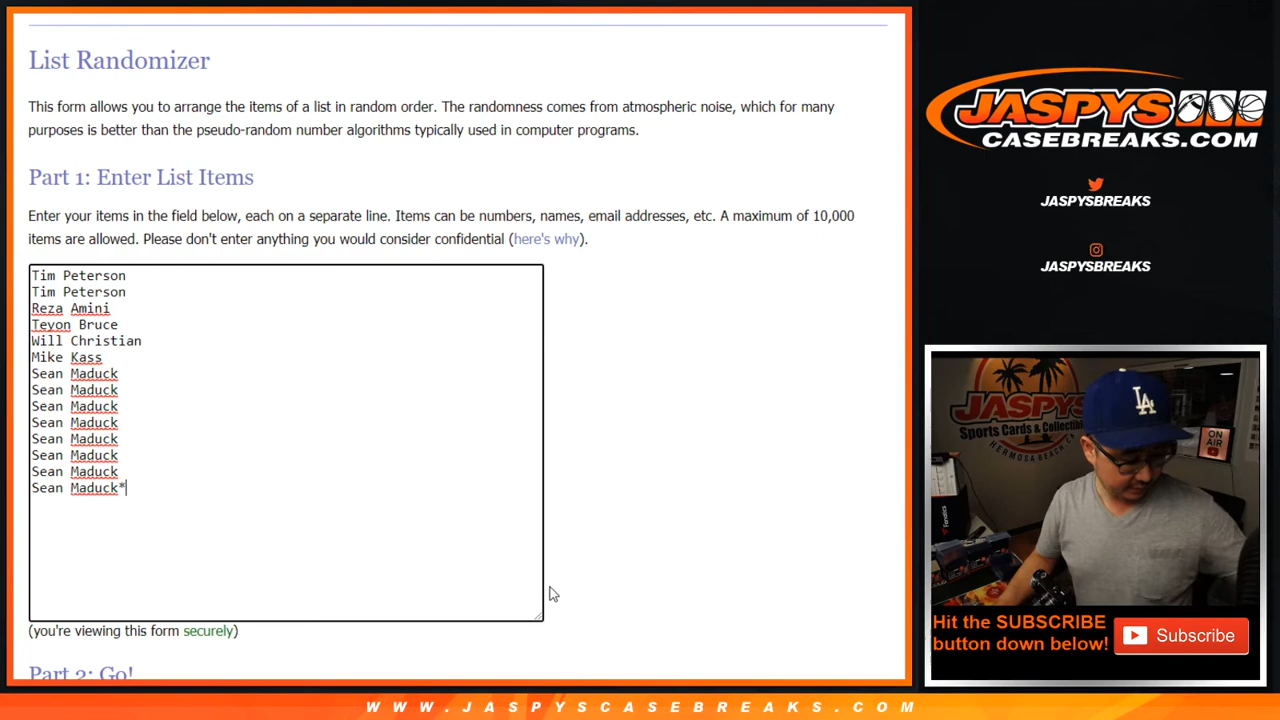 List Randomizer
This form allows you to arrange the items of a list in random order. The randomness comes from atmospheric noise, which for many
purposes is better than the pseudo-random number algorithms typically used in computer programs.
Part 1: Enter List Items
Enter your items in the field below, each on a separate line. Items can be numbers, names, email addresses, etc. A maximum of 10,000
items are allowed. Please don't enter anything you would consider confidential (here's why).
Tim Peterson
Tim Peterson
Reza Amini
Tevon Bruce
Will Christian
Mike Kass
Sean Maduck
Sean Maduck
Sean Maduck
Sean Maduck
Sean Maduck
Sean Maduck
Sean Maduck
Sean Maduck*
(you're viewing this form securely)
Part 2: Go!
JASPYS
CASEBREAKS.COM
JASPYSBREAKS
JASPYSBREAKS
JASPYS
Sports Cards & Collectibl
HERMOSA BEACH, CA
LA
ON
AIR
Fanatics
Hit the SUBSCRIBE
button down below!
Subscribe
WWW.JASPYSCASEBREAKS.COM